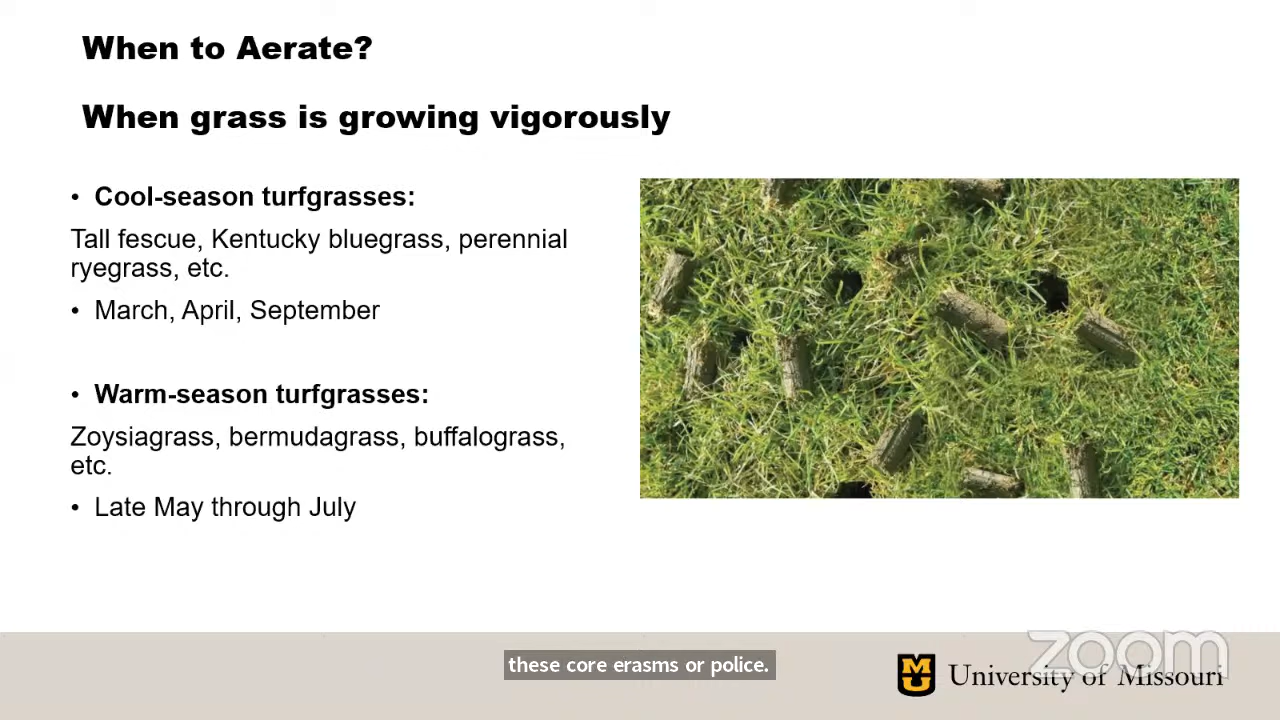 When to Aerate?
When grass is growing vigorously
• Cool-season turfgrasses:
Tall fescue, Kentucky bluegrass, perennial
ryegrass, etc.
• March, April, September
• Warm-season turfgrasses:
Zoysiagrass, bermudagrass, buffalograss,
etc.
• Late May through July
these core erasms or police.
zoom
University of Missouri